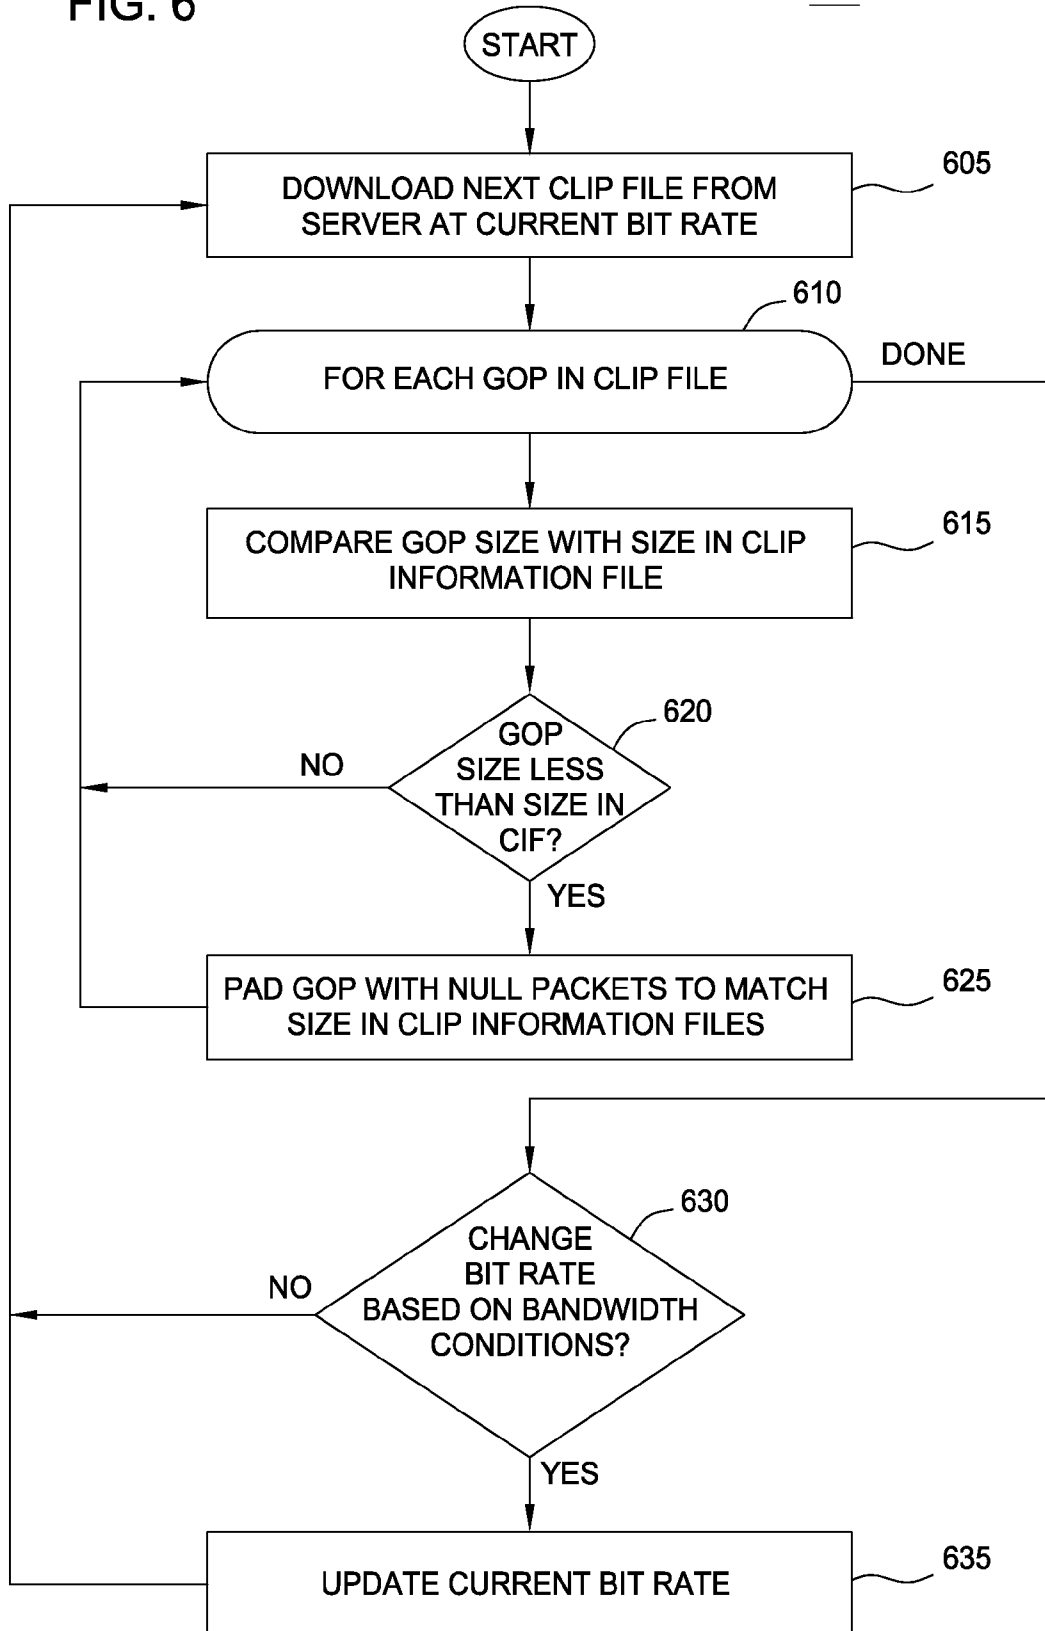 FIG. 6
START
DOWNLOAD NEXT CLIP FILE FROM
SERVER AT CURRENT BIT RATE
605
610
FOR EACH GOP IN CLIP FILE
DONE
COMPARE GOP SIZE WITH SIZE IN CLIP
INFORMATION FILE
615
GOP
SIZE LESS
THAN SIZE IN
CIF?
620
NO
YES
PAD GOP WITH NULL PACKETS TO MATCH
SIZE IN CLIP INFORMATION FILES
625
CHANGE
BIT RATE
BASED ON BANDWIDTH
CONDITIONS?
630
NO
YES
UPDATE CURRENT BIT RATE
635